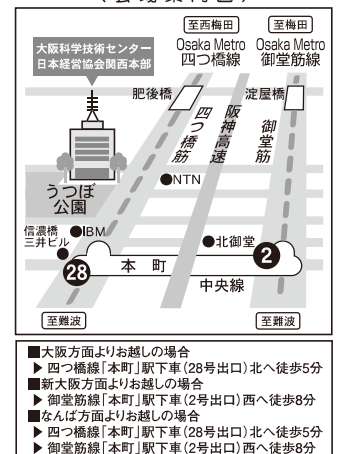 至西梅田
至梅田
大阪科学技術センター
日本経営協会関西本部
Osaka Metro
四つ橋線
Osaka Metro
御堂筋線
肥後橋
淀屋橋
四つ橋筋
阪神高速
御堂筋
●NTN
うつぼ
公園
信濃橋
三井ビル
●IBM
●北御堂
28
本町
2
中央線
至難波
至難波
■大阪方面よりお越しの場合
▶ 四つ橋線「本町」駅下車(28号出口)北へ徒歩5分
■新大阪方面よりお越しの場合
▶ 御堂筋線「本町」駅下車(2号出口)西へ徒歩8分
■なんば方面よりお越しの場合
▶ 四つ橋線「本町」駅下車(28号出口)北へ徒歩5分
▶ 御堂筋線「本町」駅下車(2号出口)西へ徒歩8分